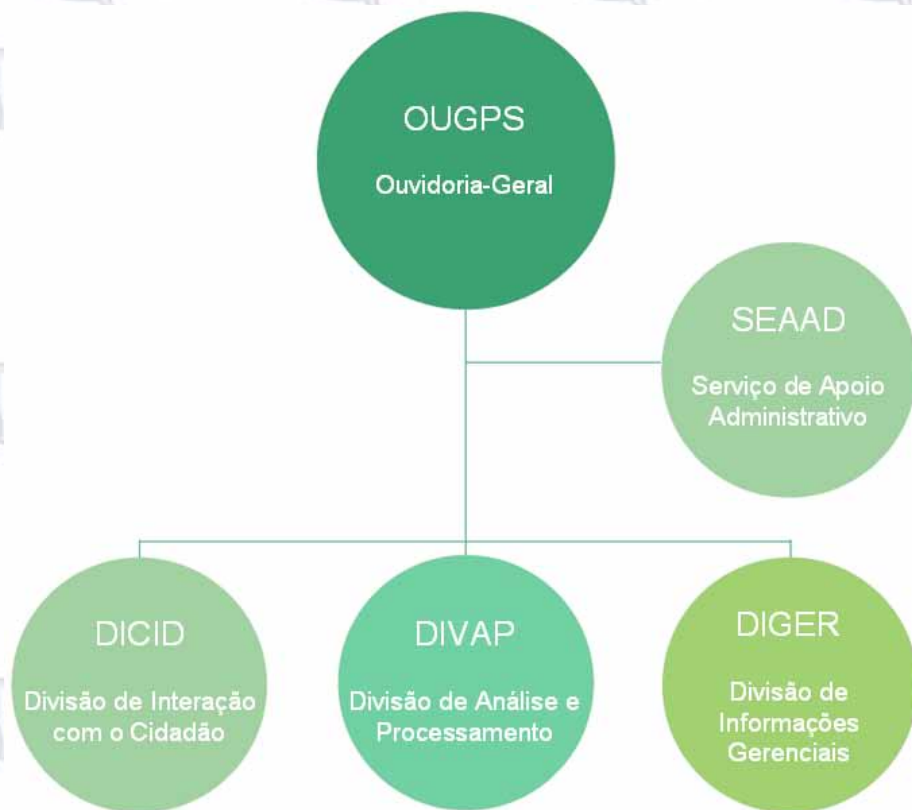 OUGPS
Ouvidoria-Geral
SEAAD
Serviço de Apoio
Administrativo
DICID
Divisão de Interação
com o Cidadão
DIVAP
Divisão de Análise e
Processamento
DIGER
Divisão de
Informações
Gerenciais